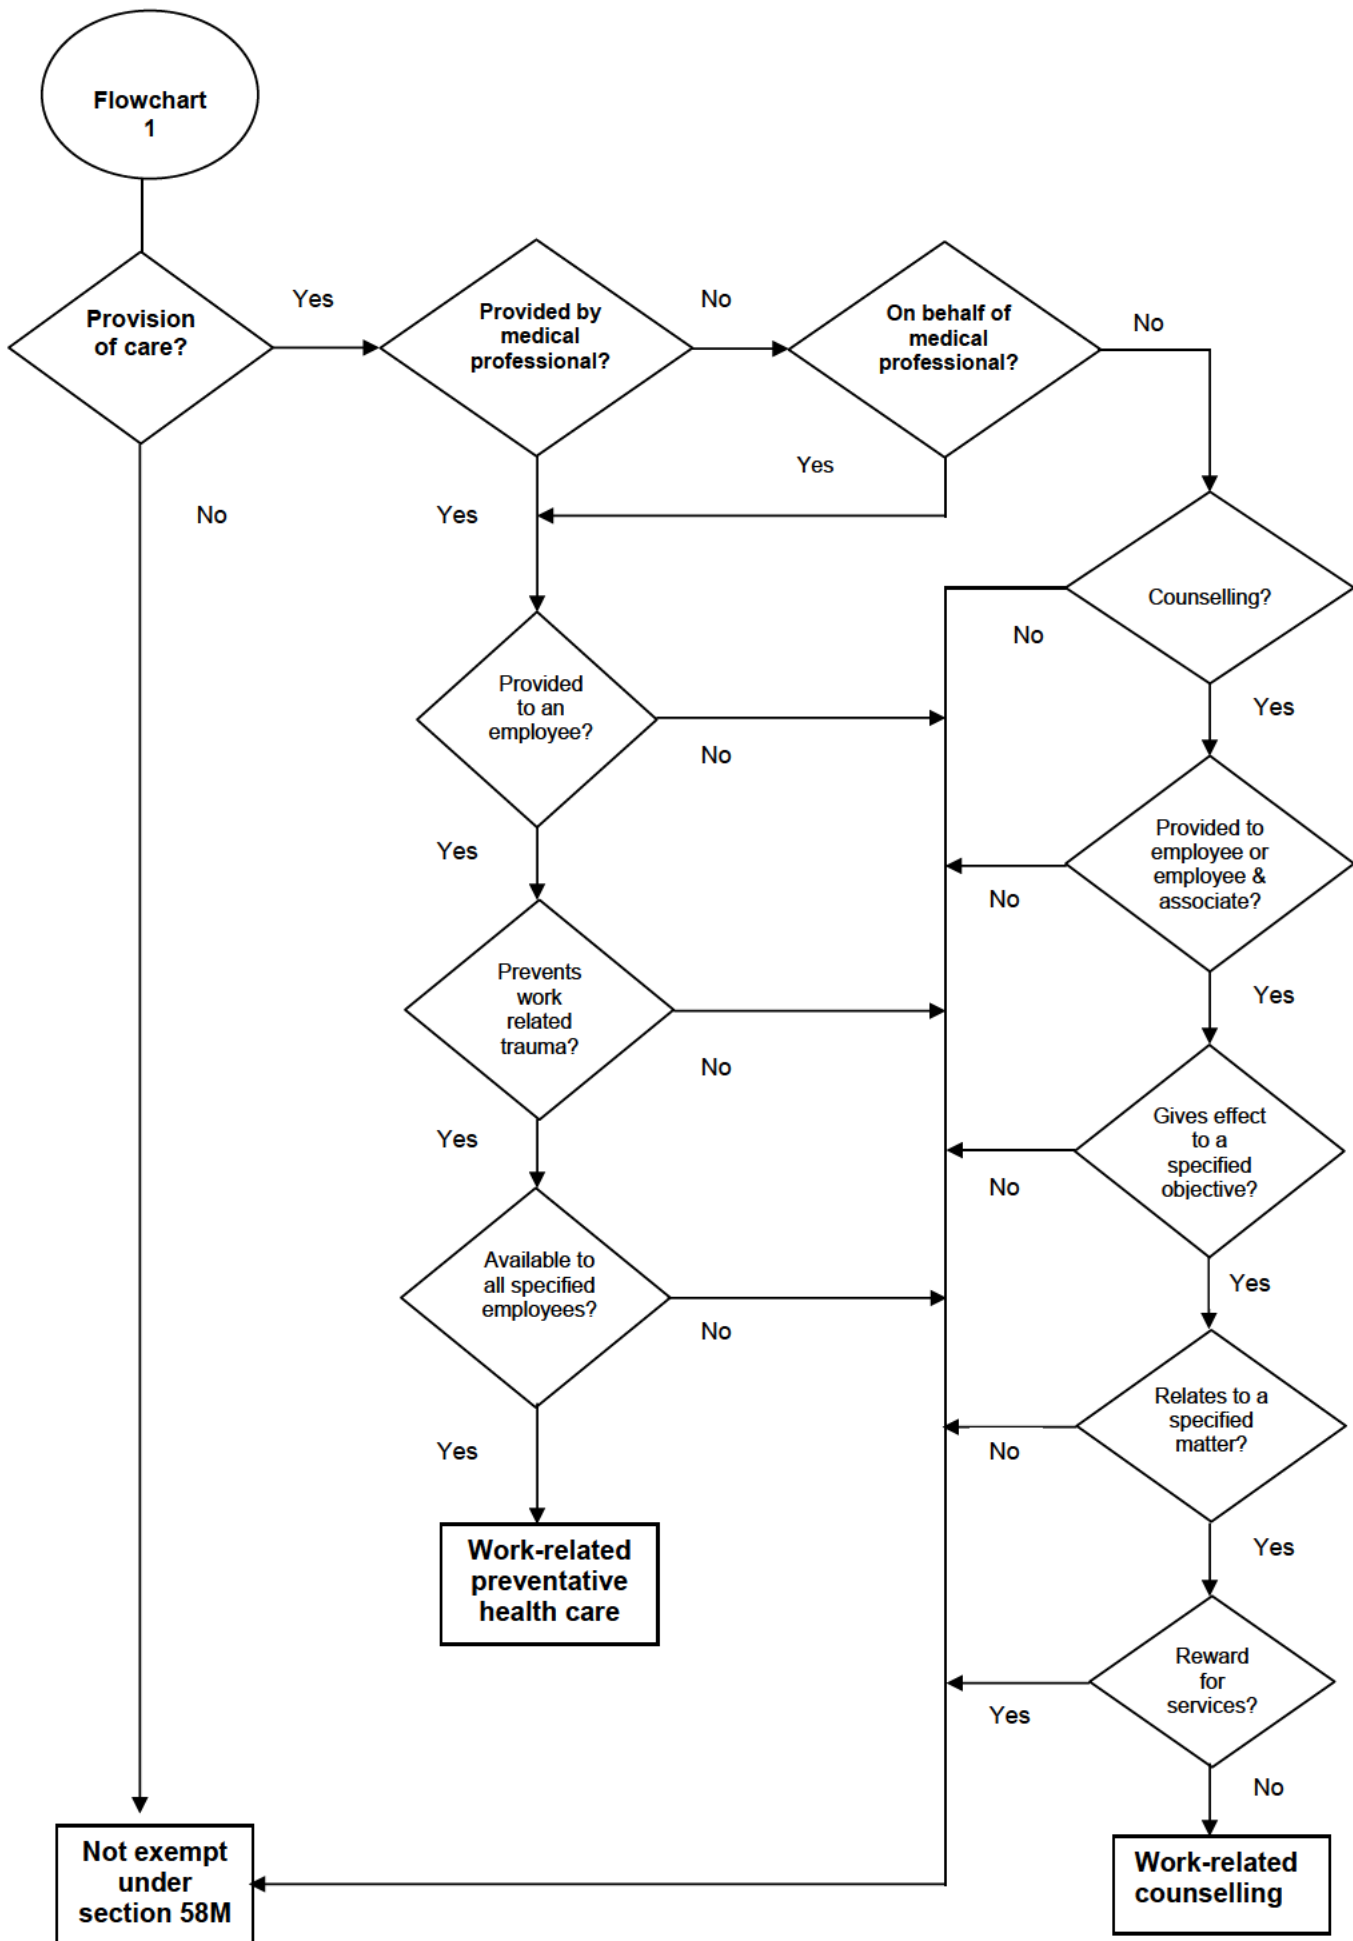 Flowchart
1
Provision
of care?
Yes
Provided by
medical
professional?
No
On behalf of
medical
professional?
No
No
Yes
Yes
Counselling?
No
Yes
Provided
to an
employee?
No
Yes
Provided to
employee or
employee &
associate?
No
Yes
Prevents
work
related
trauma?
No
Yes
Gives effect
to a
specified
objective?
No
Yes
Available to
all specified
employees?
No
Yes
Relates to a
specified
matter?
No
Yes
Work-related
preventative
health care
Reward
for
services?
Yes
No
Not exempt
under
section 58M
Work-related
counselling